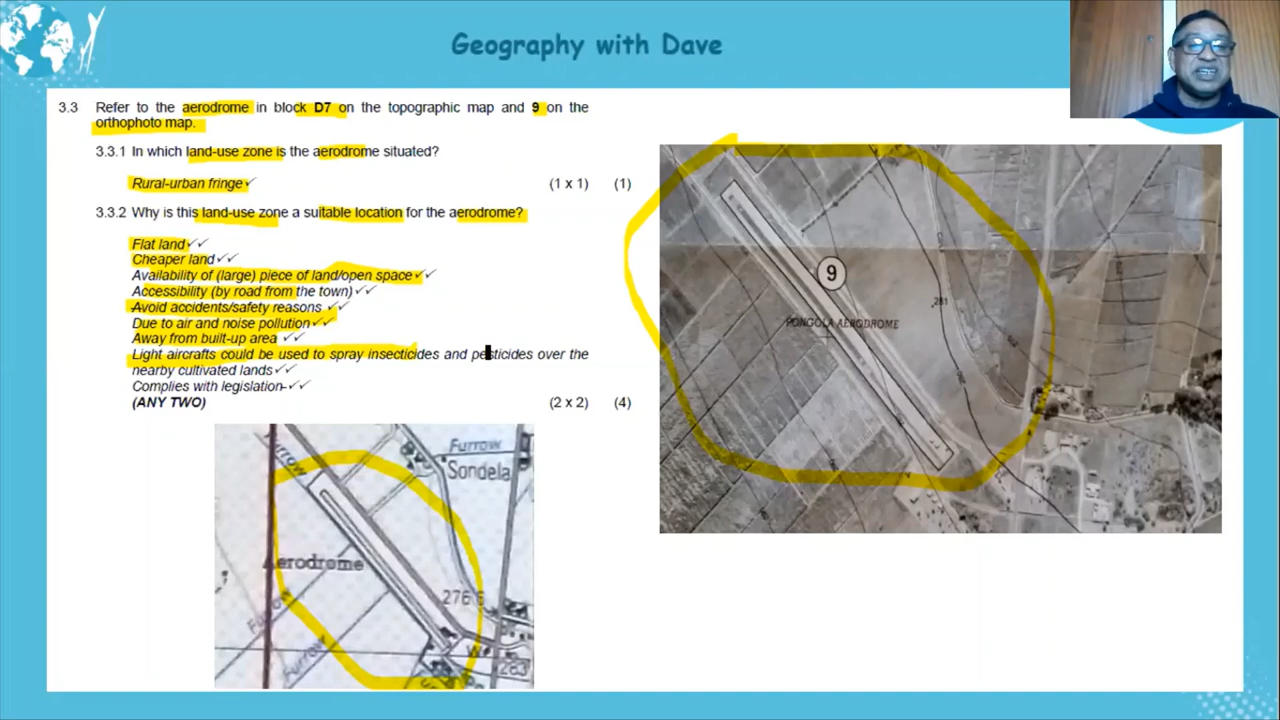 Geography with Dave
3.3 Refer to the aerodrome in block D7 on the topographic map and 9 on the
orthophoto map.
3.3.1 In which land-use zone is the aerodrome situated?
Rural-urban fringe✓ (1 x 1) (1)
3.3.2 Why is this land-use zone a suitable location for the aerodrome?
Flat land✓✓
Cheaper land✓✓
Availability of (large) piece of land/open space✓✓
Accessibility (by road from the town)✓✓
Avoid accidents/safety reasons ✓✓
Due to air and noise pollution✓✓
Away from built-up area ✓✓
Light aircrafts could be used to spray insecticides and pesticides over the
nearby cultivated lands✓✓
Complies with legislation✓✓
(ANY TWO) (2 x 2) (4)
9
281
PONGOLA AERODROME
Furrow
Furrow
Sondela
Aerodrome
276
Furrow
Furrow
W
283